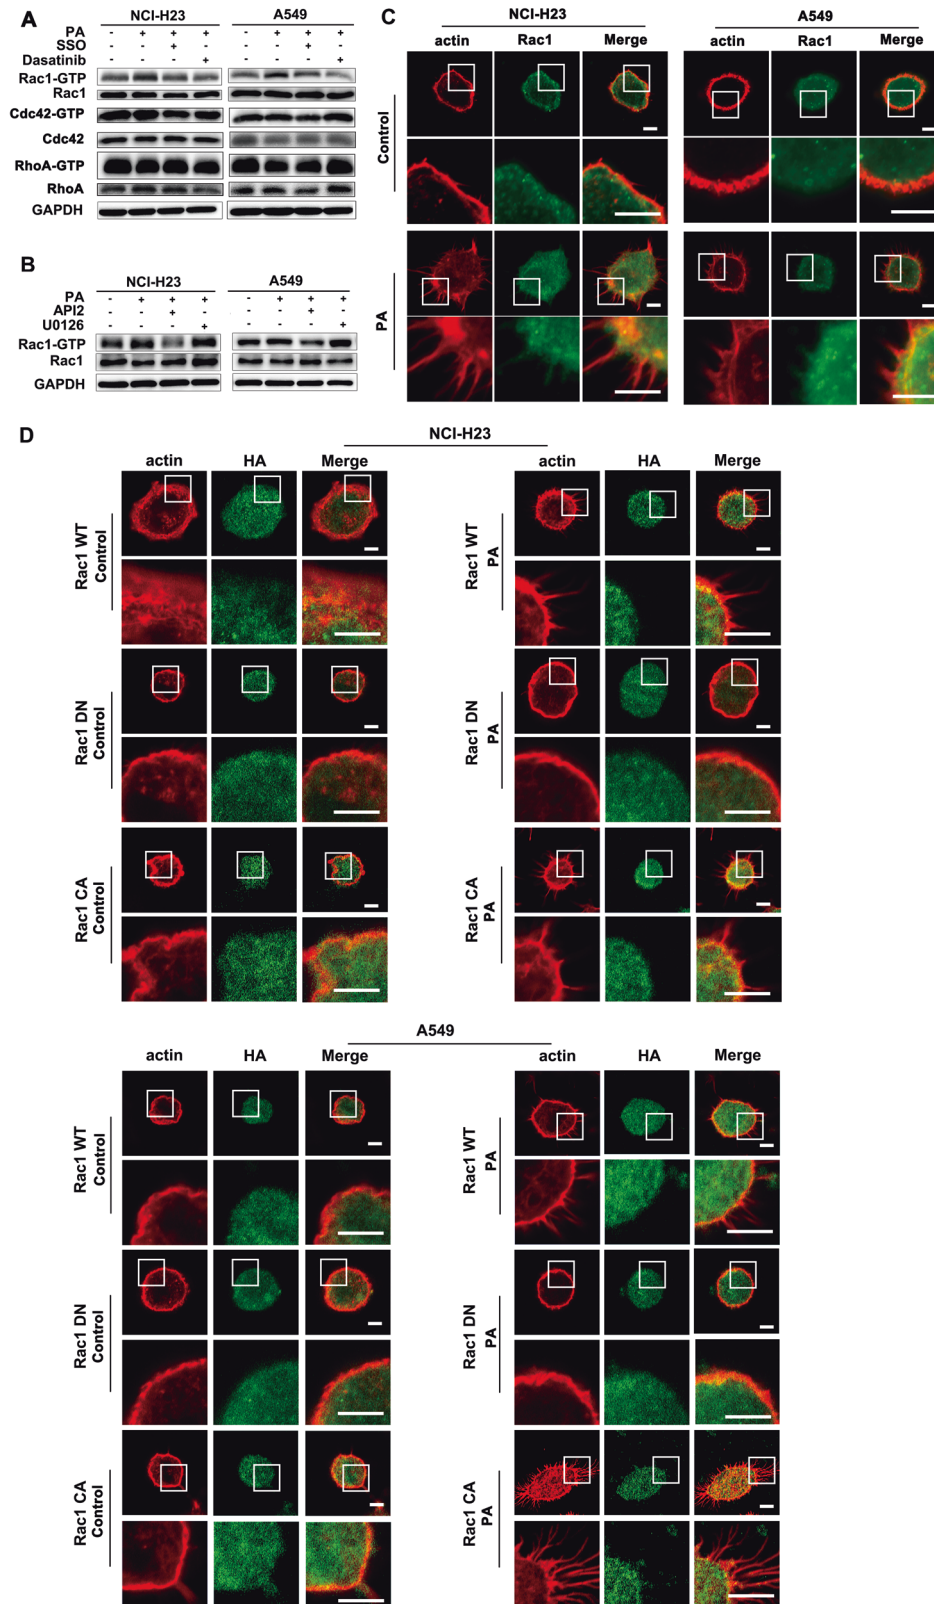 A
NCI-H23 A549
PA - + + + - + + +
SSO - - + - - - + -
Dasatinib - - - + - - - +
Rac1-GTP
Rac1
Cdc42-GTP
Cdc42
RhoA-GTP
RhoA
GAPDH
B
NCI-H23 A549
PA - + + + - + + +
API2 - - + - - - + -
U0126 - - - + - - - +
Rac1-GTP
Rac1
GAPDH
C
NCI-H23 A549
actin Rac1 Merge actin Rac1 Merge
Control
PA
D
NCI-H23
actin HA Merge actin HA Merge
Rac1 WT
Control
Rac1 WT
PA
Rac1 DN
Control
Rac1 DN
PA
Rac1 CA
Control
Rac1 CA
PA
A549
actin HA Merge actin HA Merge
Rac1 WT
Control
Rac1 WT
PA
Rac1 DN
Control
Rac1 DN
PA
Rac1 CA
Control
Rac1 CA
PA